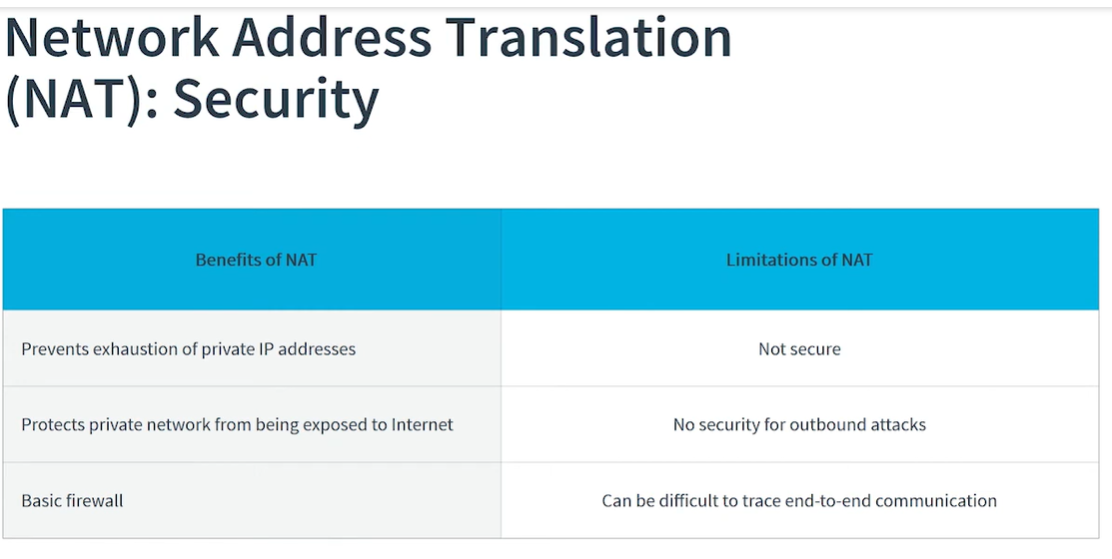 Network Address Translation
(NAT): Security
Benefits of NAT
Limitations of NAT
Prevents exhaustion of private IP addresses
Not secure
Protects private network from being exposed to Internet
No security for outbound attacks
Basic firewall
Can be difficult to trace end-to-end communication